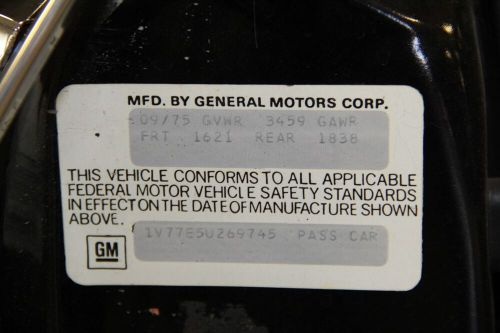 MFD. BY GENERAL MOTORS CORP.
09/75 GVWR 3459 GAWR
FRT 1621 REAR 1838
THIS VEHICLE CONFORMS TO ALL APPLICABLE
FEDERAL MOTOR VEHICLE SAFETY STANDARDS
IN EFFECT ON THE DATE OF MANUFACTURE SHOWN
ABOVE.
1V77B5U269745 PASS CAR
GM